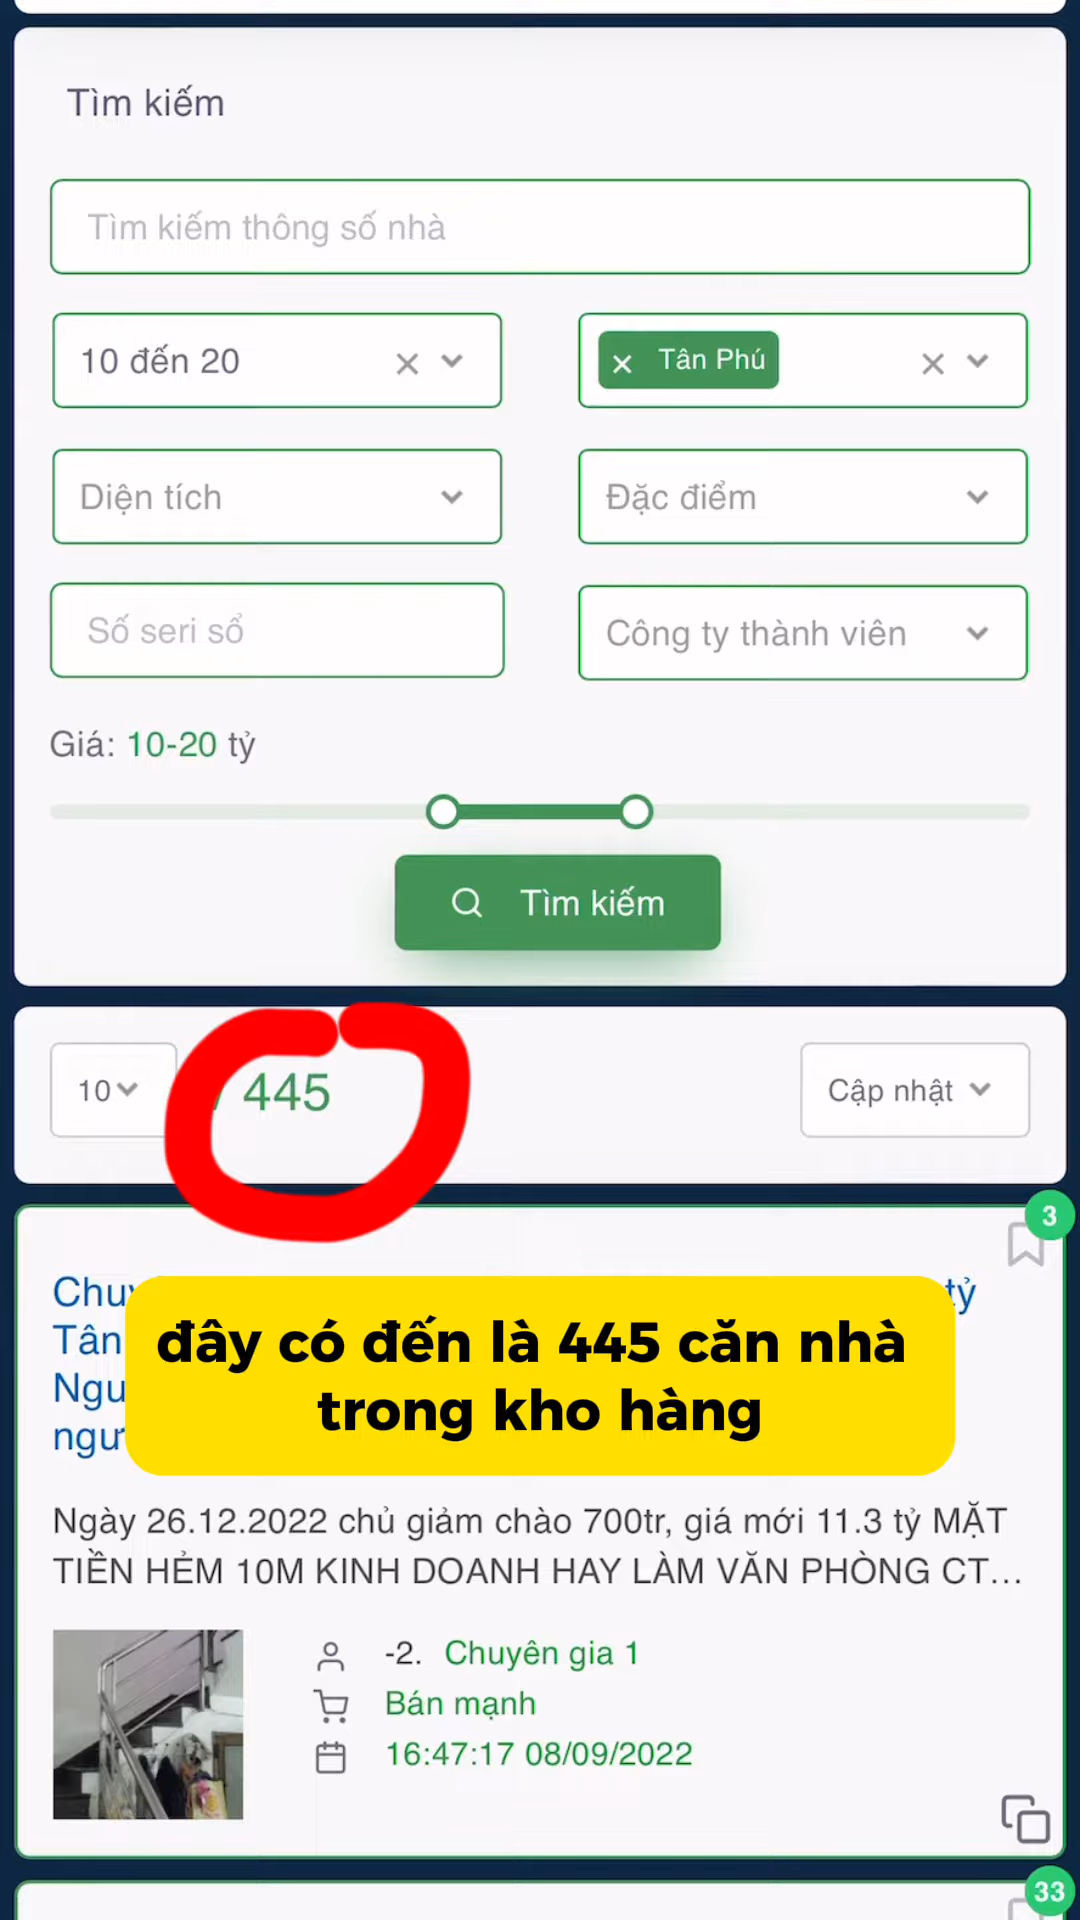 Tìm kiếm
Tìm kiếm thông số nhà
10 đến 20
Tân Phú
Diện tích
Đặc điểm
Số seri sổ
Công ty thành viên
Giá: 10-20 tỷ
Tìm kiếm
10
445
Cập nhật
3
tỷ
Tân
đây có đến là 445 căn nhà
trong kho hàng
Ngày 26.12.2022 chủ giảm chào 700tr, giá mới 11.3 tỷ MẶT
TIỀN HẺM 10M KINH DOANH HAY LÀM VĂN PHÒNG CT...
-2. Chuyên gia 1
Bán mạnh
16:47:17 08/09/2022
33